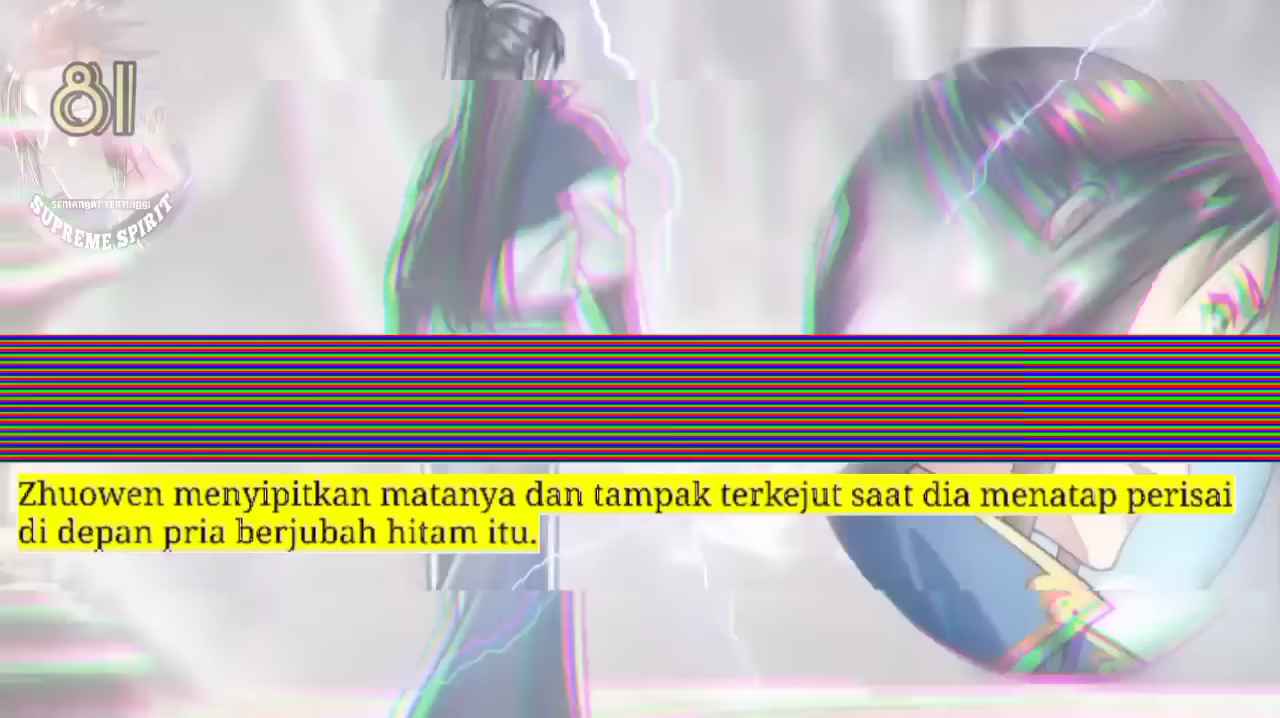 81
SEMANGAT TERTINGGI
SUPREME SPIRIT
Zhuowen menyipitkan matanya dan tampak terkejut saat dia menatap perisai
di depan pria berjubah hitam itu.